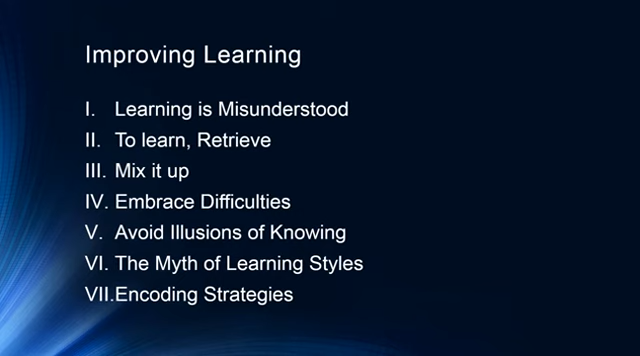 Improving Learning
I. Learning is Misunderstood
II. To learn, Retrieve
III. Mix it up
IV. Embrace Difficulties
V. Avoid Illusions of Knowing
VI. The Myth of Learning Styles
VII.Encoding Strategies